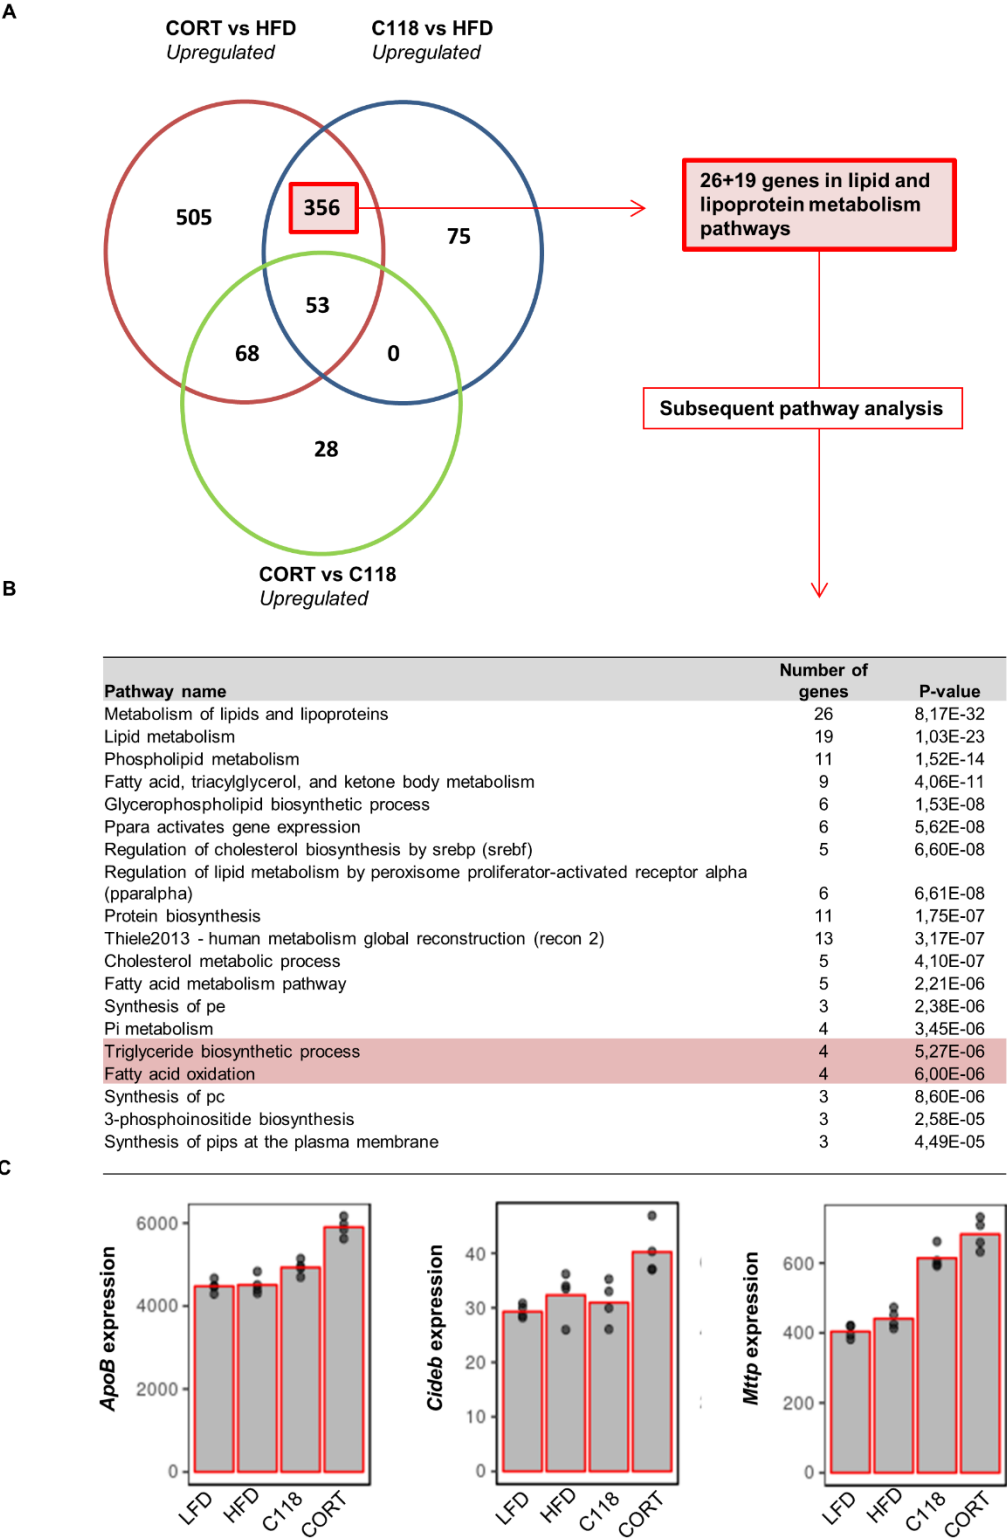 A
CORT vs HFD
Upregulated
C118 vs HFD
Upregulated
505
356
75
53
68
0
28
26+19 genes in lipid and
lipoprotein metabolism
pathways
Subsequent pathway analysis
CORT vs C118
Upregulated
B
Pathway name Number of genes P-value
Metabolism of lipids and lipoproteins 26 8,17E-32
Lipid metabolism 19 1,03E-23
Phospholipid metabolism 11 1,52E-14
Fatty acid, triacylglycerol, and ketone body metabolism 9 4,06E-11
Glycerophospholipid biosynthetic process 6 1,53E-08
Ppara activates gene expression 6 5,62E-08
Regulation of cholesterol biosynthesis by srebp (srebf) 5 6,60E-08
Regulation of lipid metabolism by peroxisome proliferator-activated receptor alpha
(pparalpha) 6 6,61E-08
Protein biosynthesis 11 1,75E-07
Thiele2013 - human metabolism global reconstruction (recon 2) 13 3,17E-07
Cholesterol metabolic process 5 4,10E-07
Fatty acid metabolism pathway 5 2,21E-06
Synthesis of pe 3 2,38E-06
Pi metabolism 4 3,45E-06
Triglyceride biosynthetic process 4 5,27E-06
Fatty acid oxidation 4 6,00E-06
Synthesis of pc 3 8,60E-06
3-phosphoinositide biosynthesis 3 2,58E-05
Synthesis of pips at the plasma membrane 3 4,49E-05
C
ApoB expression
6000
4000
2000
0
LFD HFD C118 CORT
Cideb expression
40
30
20
10
0
LFD HFD C118 CORT
Mttp expression
600
400
200
0
LFD HFD C118 CORT